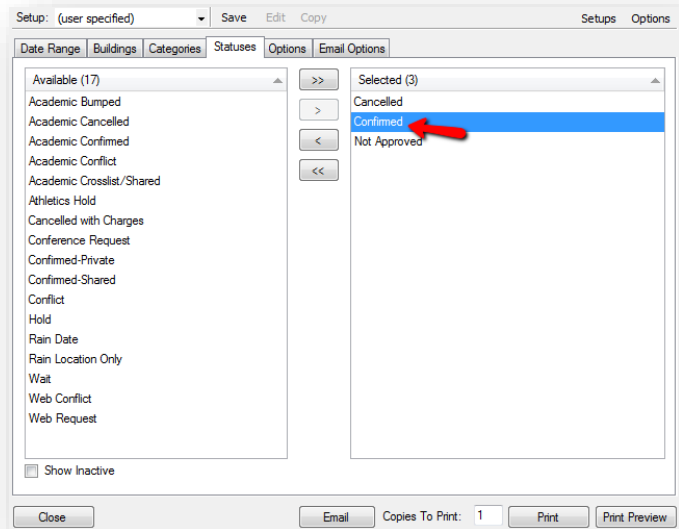 Setup: (user specified) Save Edit Copy Setups Options
Date Range Buildings Categories Statuses Options Email Options
Available (17)
Academic Bumped
Academic Cancelled
Academic Confirmed
Academic Conflict
Academic Crosslist/Shared
Athletics Hold
Cancelled with Charges
Conference Request
Confirmed-Private
Confirmed-Shared
Conflict
Hold
Rain Date
Rain Location Only
Wait
Web Conflict
Web Request
>>
>
<
<<
Selected (3)
Cancelled
Confirmed
Not Approved
Show Inactive
Close Email Copies To Print: 1 Print Print Preview